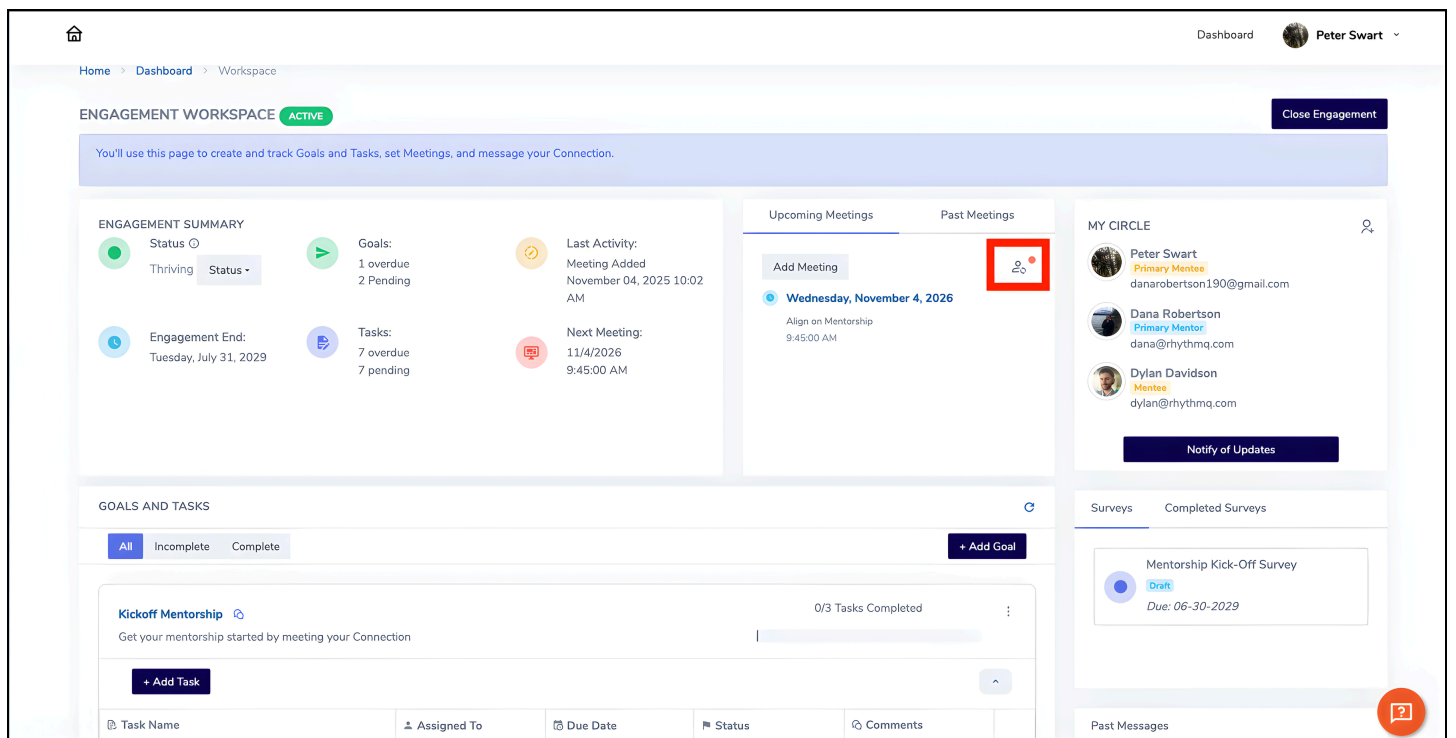 Dashboard
Peter Swart
Home > Dashboard > Workspace
ENGAGEMENT WORKSPACE ACTIVE
Close Engagement
You'll use this page to create and track Goals and Tasks, set Meetings, and message your Connection.
ENGAGEMENT SUMMARY
Status
Thriving Status
Goals:
1 overdue
2 Pending
Last Activity:
Meeting Added
November 04, 2025 10:02
AM
Engagement End:
Tuesday, July 31, 2029
Tasks:
7 overdue
7 pending
Next Meeting:
11/4/2026
9:45:00 AM
Upcoming Meetings Past Meetings
Add Meeting
Wednesday, November 4, 2026
Align on Mentorship
9:45:00 AM
MY CIRCLE
Peter Swart
Primary Mentee
danarobertson190@gmail.com
Dana Robertson
Primary Mentor
dana@rhythmq.com
Dylan Davidson
Mentee
dylan@rhythmq.com
Notify of Updates
GOALS AND TASKS
All Incomplete Complete
+ Add Goal
Kickoff Mentorship
0/3 Tasks Completed
Get your mentorship started by meeting your Connection
+ Add Task
Task Name Assigned To Due Date Status Comments
Surveys Completed Surveys
Mentorship Kick-Off Survey
Draft
Due: 06-30-2029
Past Messages